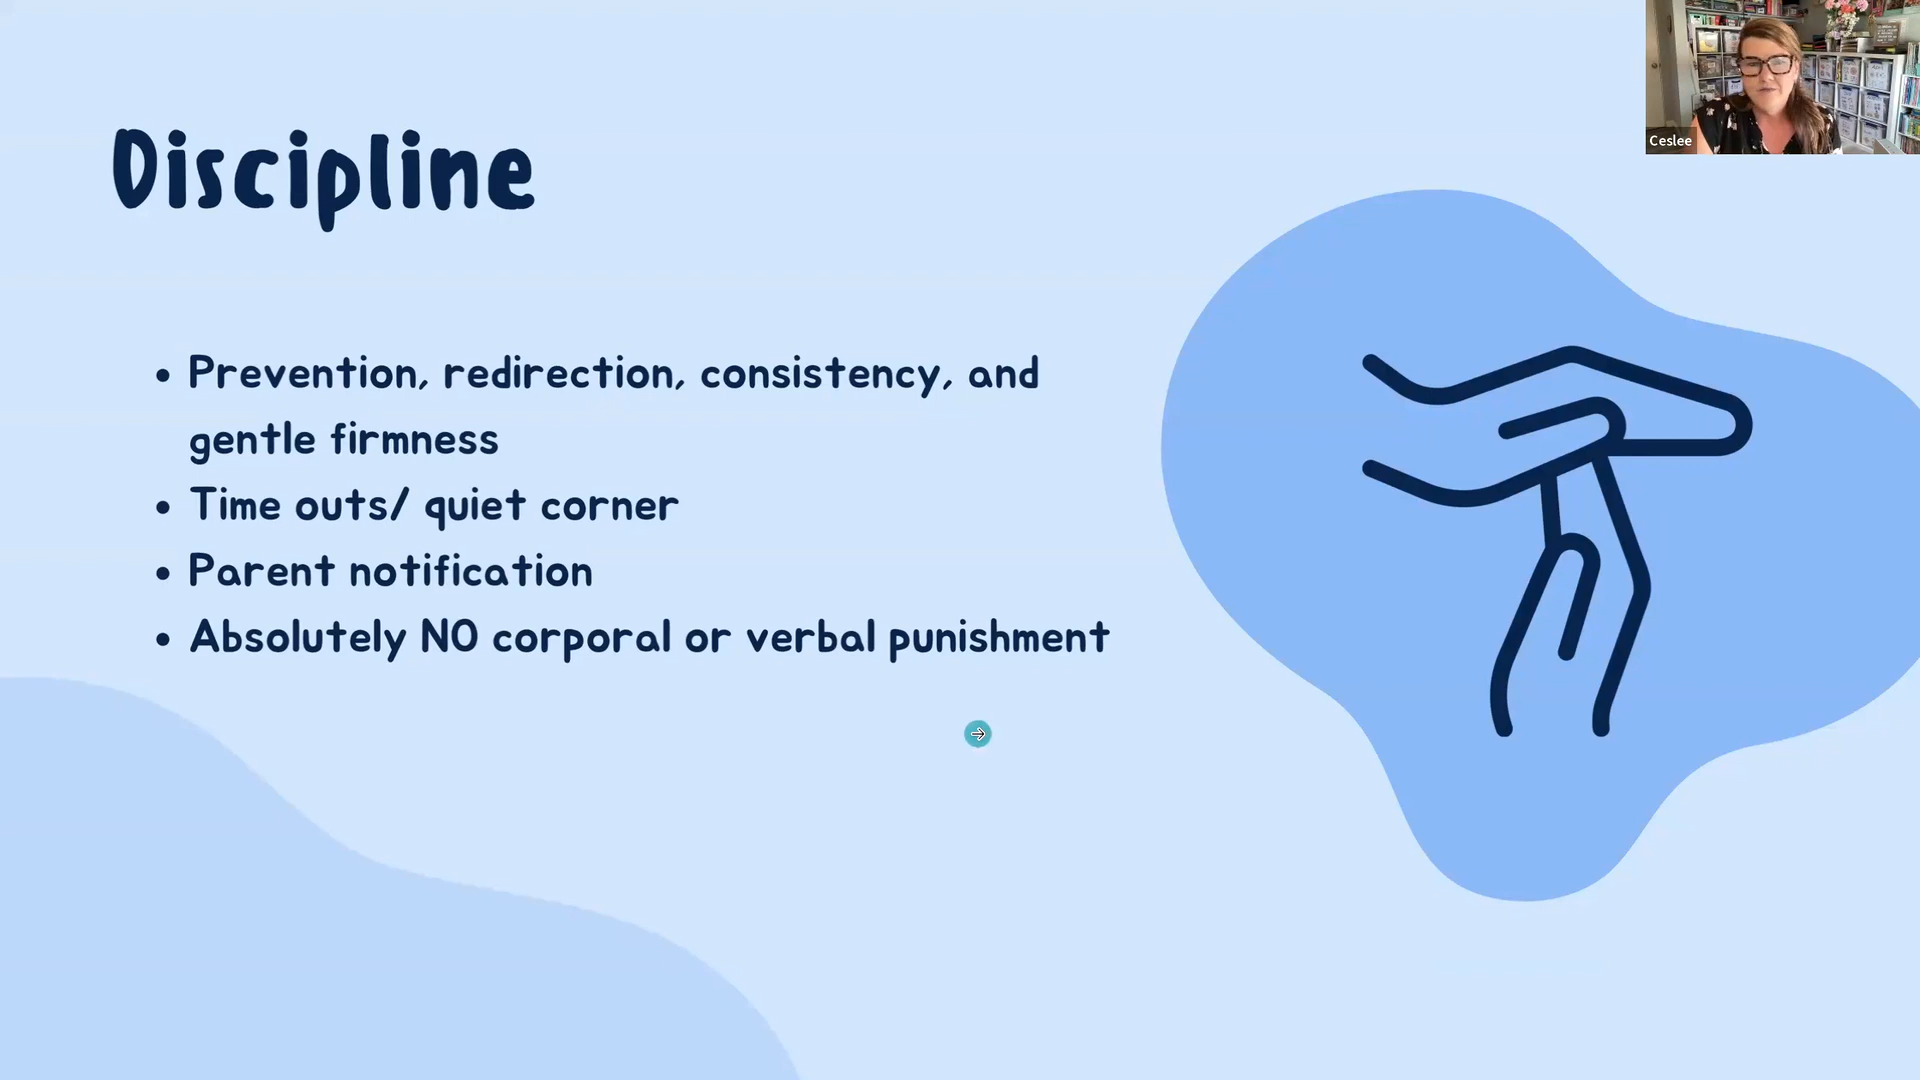 Discipline
• Prevention, redirection, consistency, and
gentle firmness
• Time outs/ quiet corner
• Parent notification
• Absolutely NO corporal or verbal punishment
Ceslee